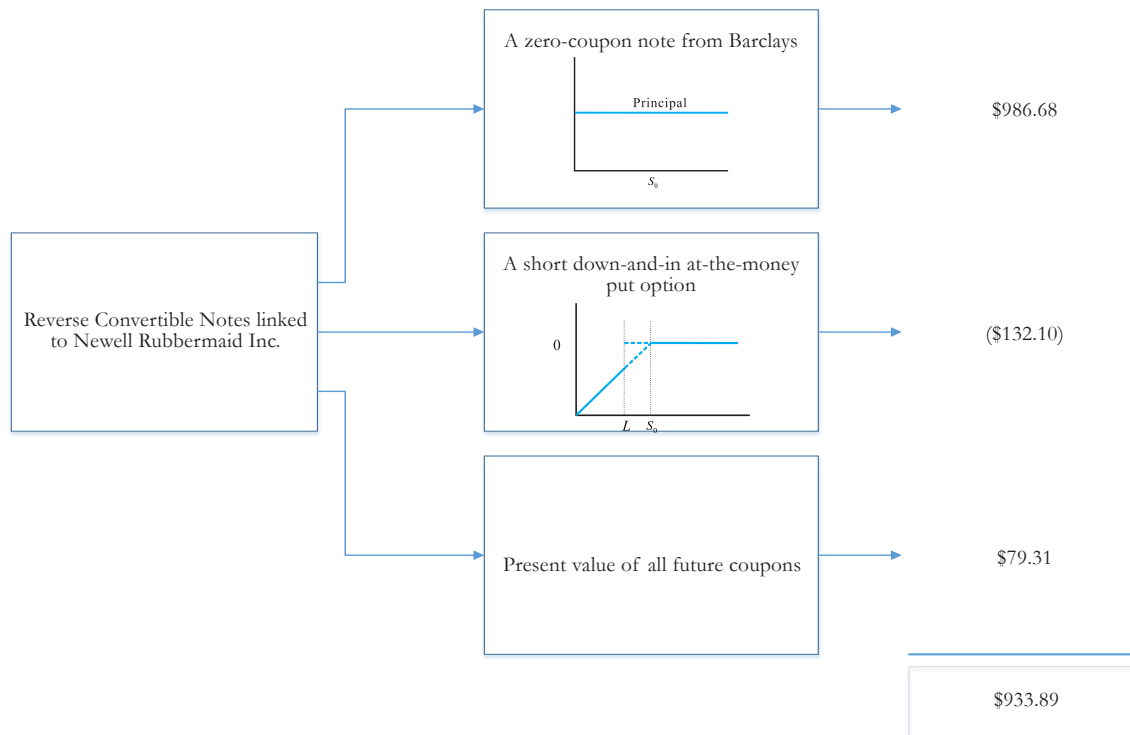 A zero-coupon note from Barclays
Principal
S₀
$986.68
Reverse Convertible Notes linked
to Newell Rubbermaid Inc.
A short down-and-in at-the-money
put option
0
L S₀
($132.10)
Present value of all future coupons
$79.31
$933.89